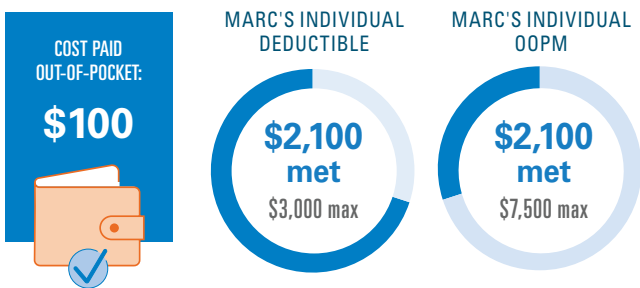 COST PAID
OUT-OF-POCKET:
$100
MARC'S INDIVIDUAL
DEDUCTIBLE
$2,100
met
$3,000 max
MARC'S INDIVIDUAL
OOPM
$2,100
met
$7,500 max